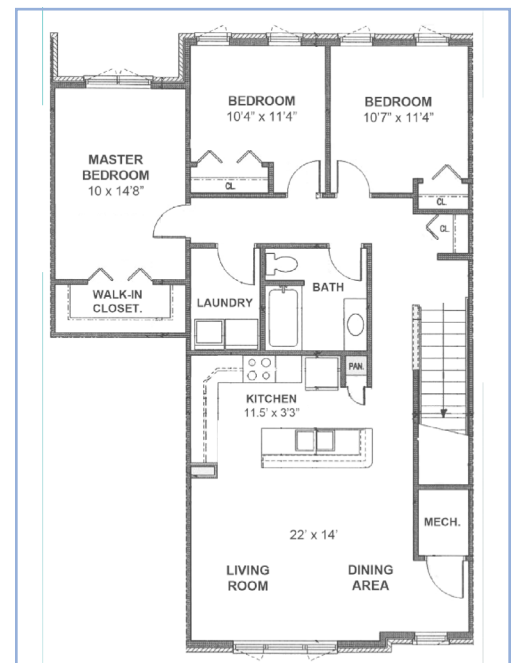 BEDROOM
10'4" x 11'4"
BEDROOM
10'7" x 11'4"
MASTER
BEDROOM
10 x 14'8"
CL.
CL.
CL.
WALK-IN
CLOSET.
LAUNDRY
BATH
PAN.
KITCHEN
11.5' x 3'3"
MECH.
22' x 14'
LIVING
ROOM
DINING
AREA